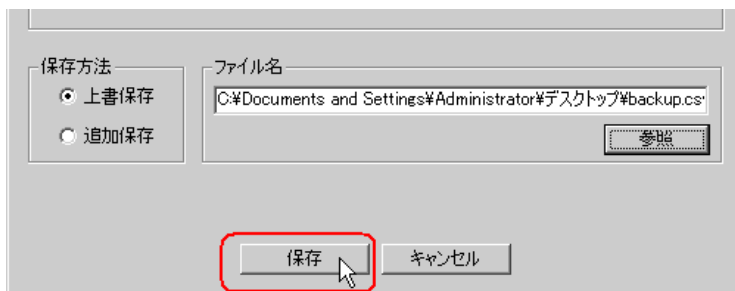 保存方法
上書保存
追加保存
ファイル名
C:¥Documents and Settings¥Administrator¥デスクトップ¥backup.cs
参照
保存
キャンセル